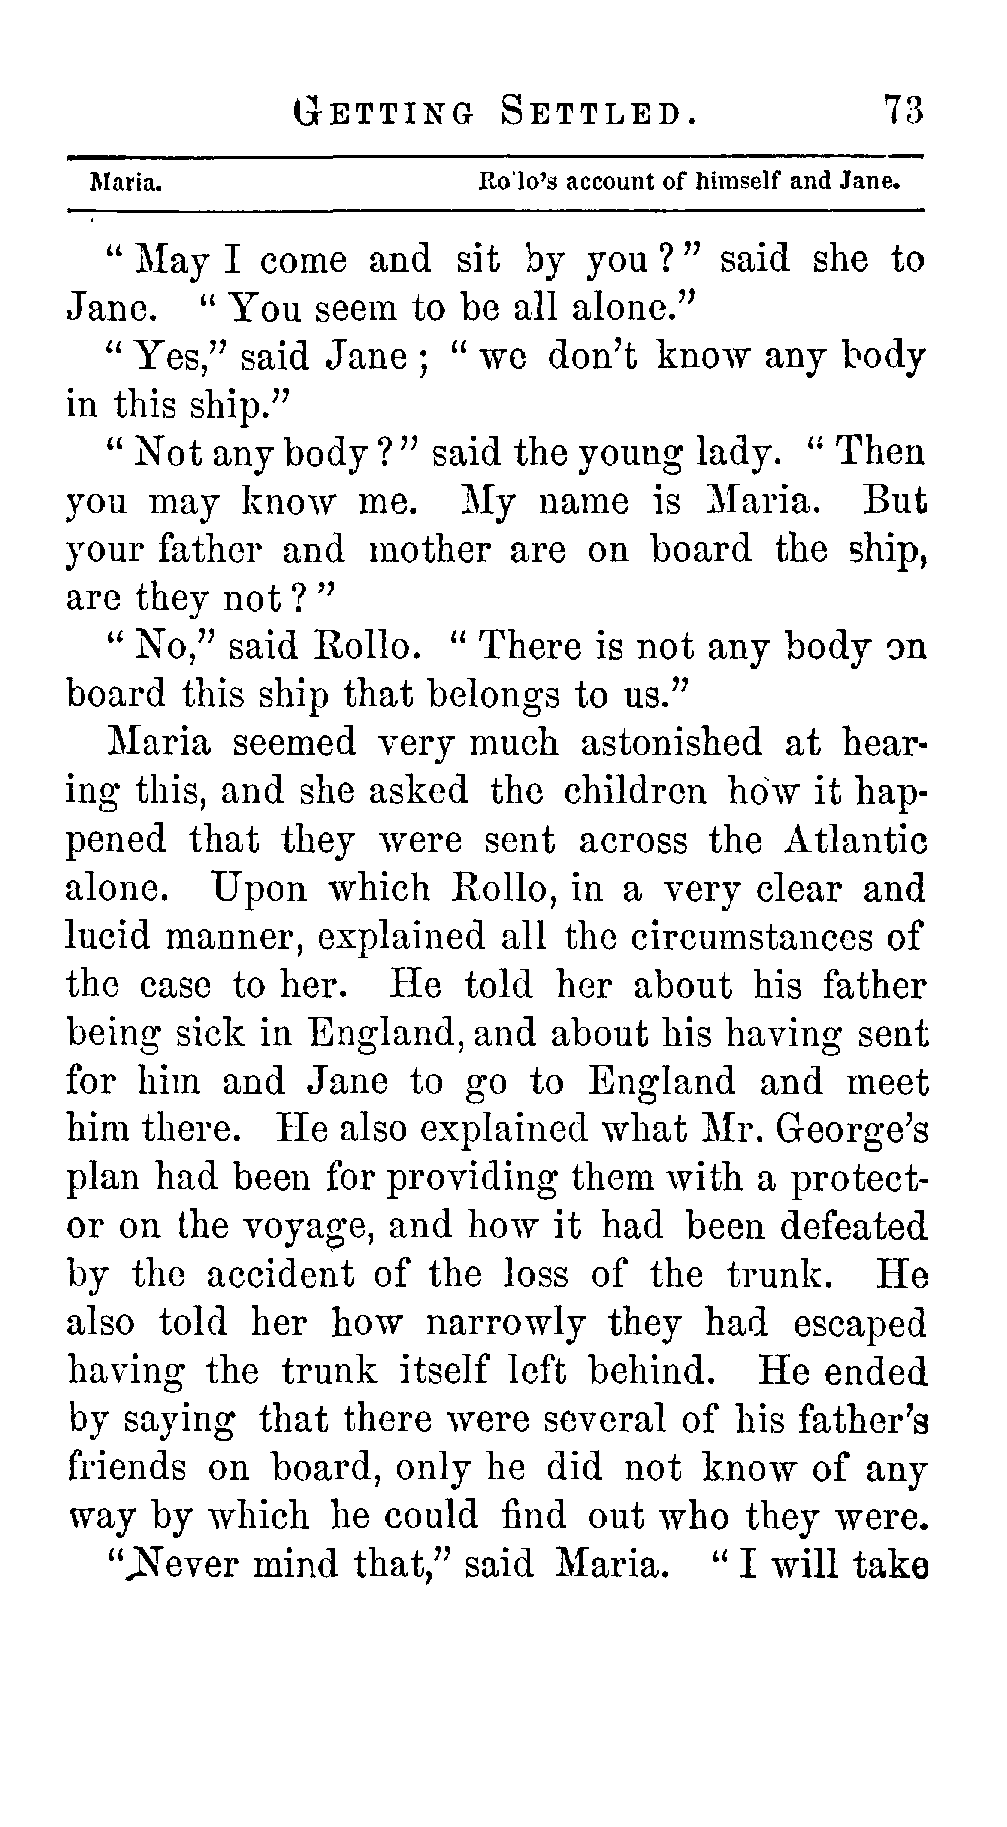 GETTING SETTLED. 73
Maria. Rollo's account of himself and Jane.
“ May I come and sit by you ? ” said she to
Jane. “ You seem to be all alone.”
“ Yes,” said Jane ; “ we don’t know any body
in this ship.”
“ Not any body ? ” said the young lady. “ Then
you may know me. My name is Maria. But
your father and mother are on board the ship,
are they not ? ”
“ No,” said Rollo. “ There is not any body on
board this ship that belongs to us.”
Maria seemed very much astonished at hear-
ing this, and she asked the children how it hap-
pened that they were sent across the Atlantic
alone. Upon which Rollo, in a very clear and
lucid manner, explained all the circumstances of
the case to her. He told her about his father
being sick in England, and about his having sent
for him and Jane to go to England and meet
him there. He also explained what Mr. George’s
plan had been for providing them with a protect-
or on the voyage, and how it had been defeated
by the accident of the loss of the trunk. He
also told her how narrowly they had escaped
having the trunk itself left behind. He ended
by saying that there were several of his father’s
friends on board, only he did not know of any
way by which he could find out who they were.
“ Never mind that,” said Maria. “ I will take